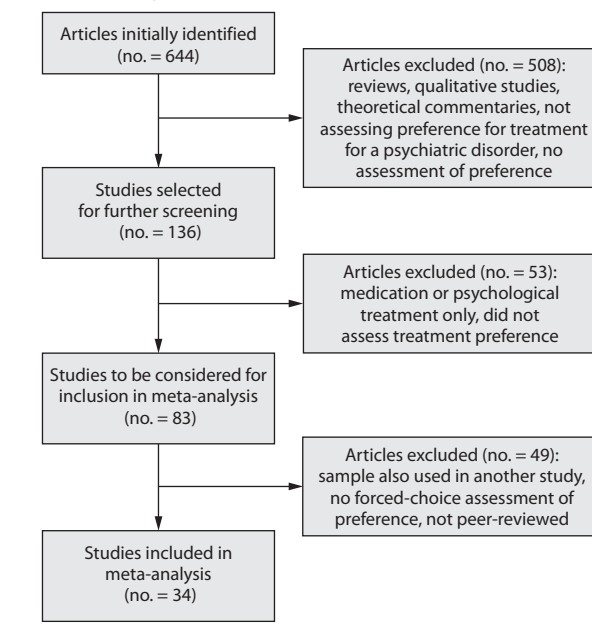 Articles initially identified
(no. = 644)
Articles excluded (no. = 508):
reviews, qualitative studies,
theoretical commentaries, not
assessing preference for treatment
for a psychiatric disorder, no
assessment of preference
Studies selected
for further screening
(no. = 136)
Articles excluded (no. = 53):
medication or psychological
treatment only, did not
assess treatment preference
Studies to be considered for
inclusion in meta-analysis
(no. = 83)
Articles excluded (no. = 49):
sample also used in another study,
no forced-choice assessment of
preference, not peer-reviewed
Studies included in
meta-analysis
(no. = 34)